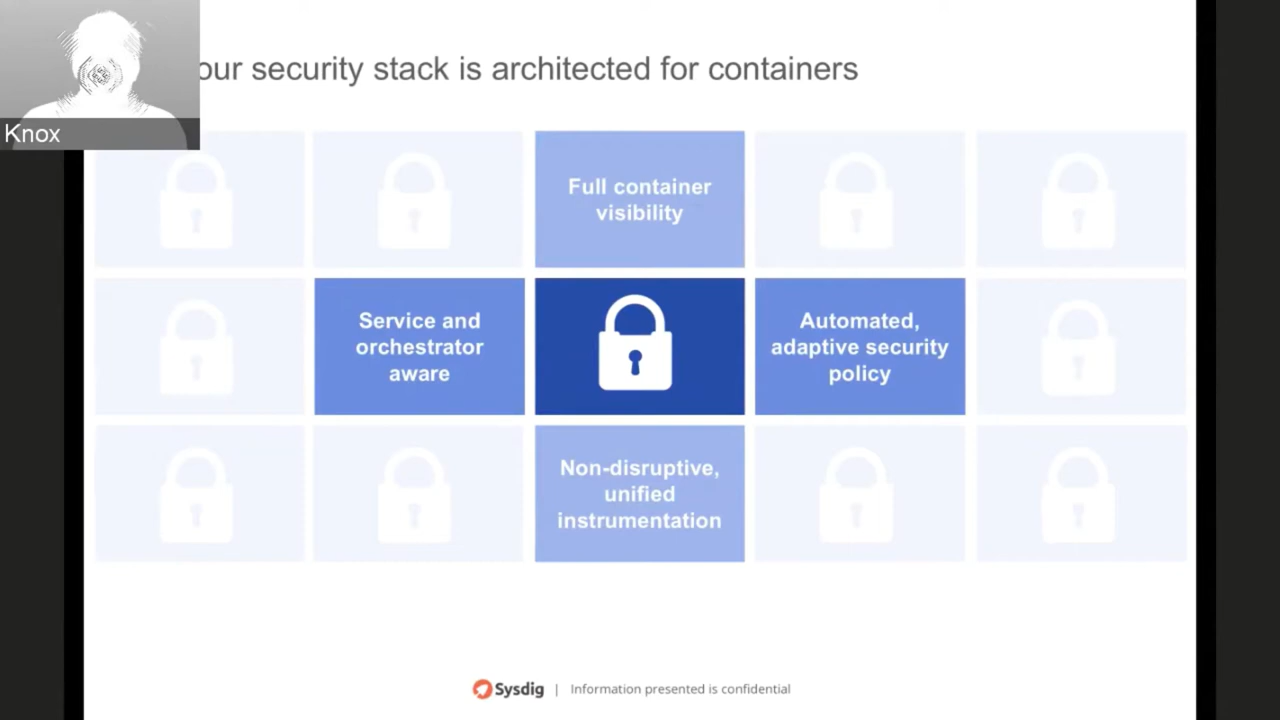 our security stack is architected for containers
Knox
Full container
visibility
Service and
orchestrator
aware
Automated,
adaptive security
policy
Non-disruptive,
unified
instrumentation
Sysdig | Information presented is confidential